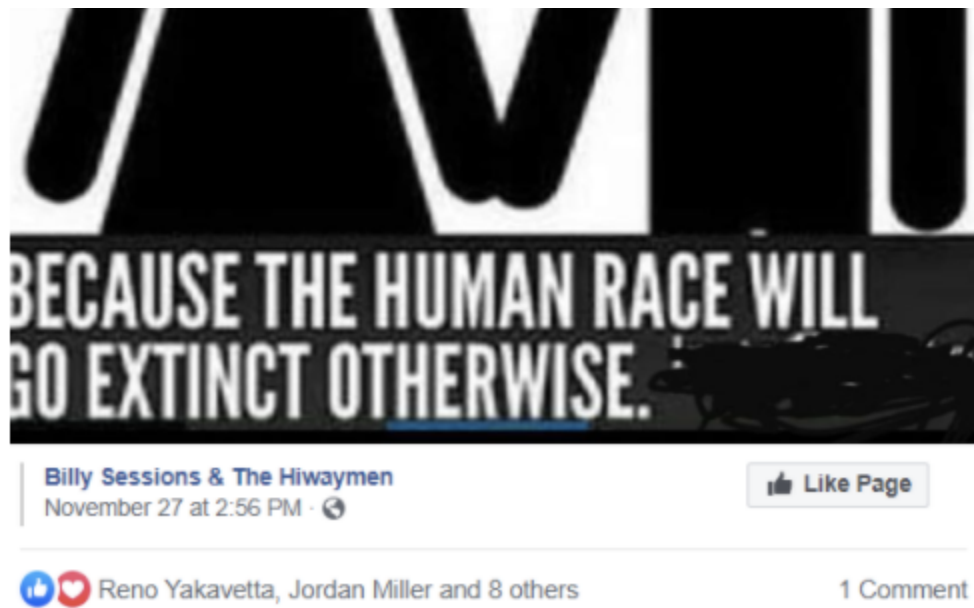 BECAUSE THE HUMAN RACE WILL
GO EXTINCT OTHERWISE.
Billy Sessions & The Hiwaymen
Like Page
November 27 at 2:56 PM ·
Reno Yakavetta, Jordan Miller and 8 others
1 Comment